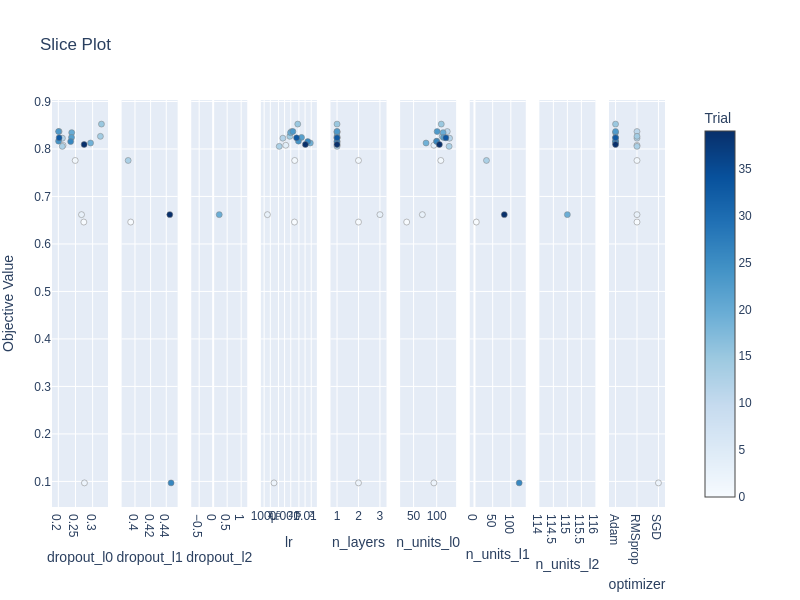 Slice Plot
Trial
Objective Value
0.9
0.8
0.7
0.6
0.5
0.4
0.3
0.2
0.1
0.2
0.25
0.3
dropout_l0
0.4
0.42
0.44
dropout_l1
−0.5
0
0.5
1
dropout_l2
lr
1
2
3
n_layers
50
100
n_units_l0
0
50
100
n_units_l1
114
114.5
115
115.5
116
n_units_l2
Adam
RMSprop
SGD
optimizer
35
30
25
20
15
10
5
0